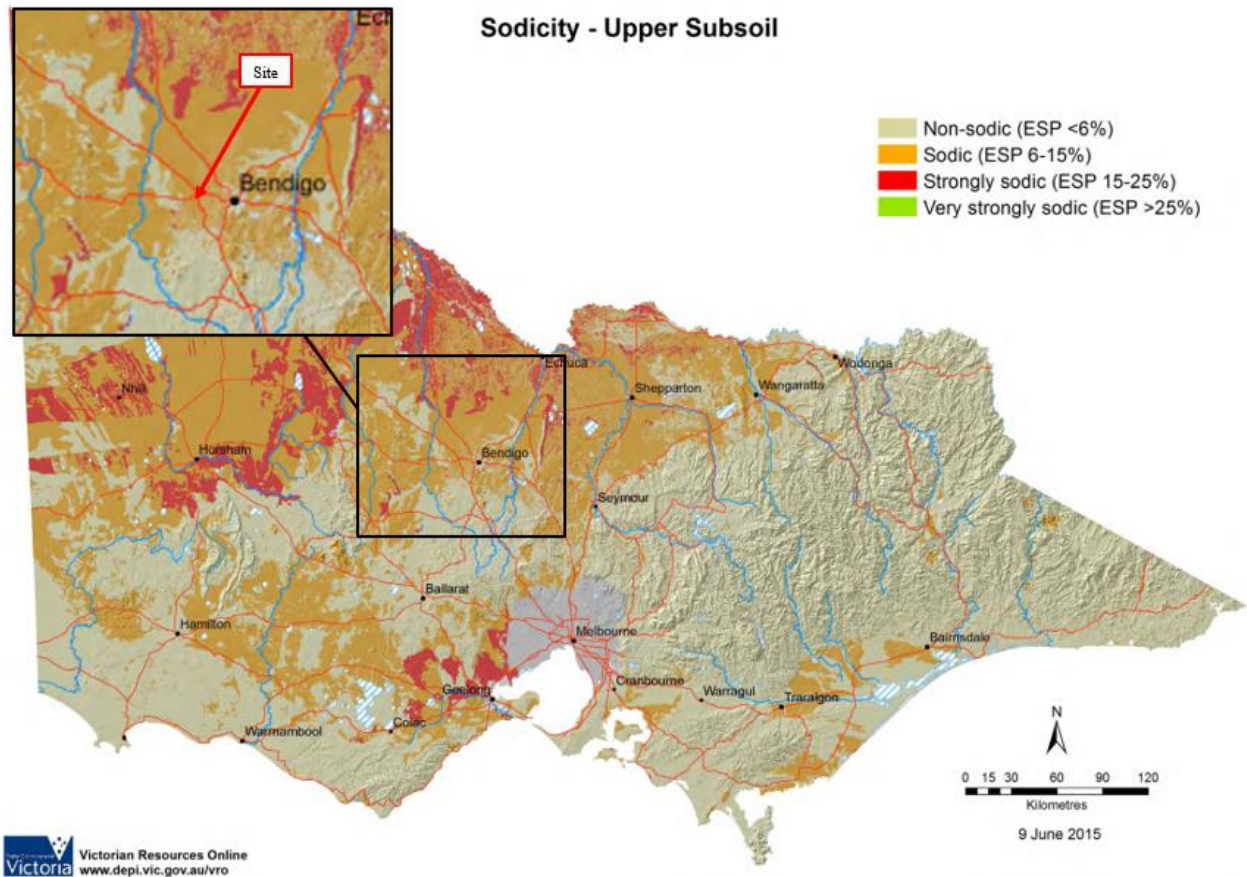 Sodicity - Upper Subsoil
Site
Bendigo
Non-sodic (ESP <6%)
Sodic (ESP 6-15%)
Strongly sodic (ESP 15-25%)
Very strongly sodic (ESP >25%)
Echuca
Wodonga
Nhill
Shepparton
Wangaratta
Horsham
Bendigo
Seymour
Ballarat
Hamilton
Melbourne
Bairnsdale
Geelong
Cranbourne
Warragul
Traralgon
Colac
Warrnambool
N
0 15 30 60 90 120
Kilometres
9 June 2015
Victoria
Victorian Resources Online
www.depi.vic.gov.au/vro